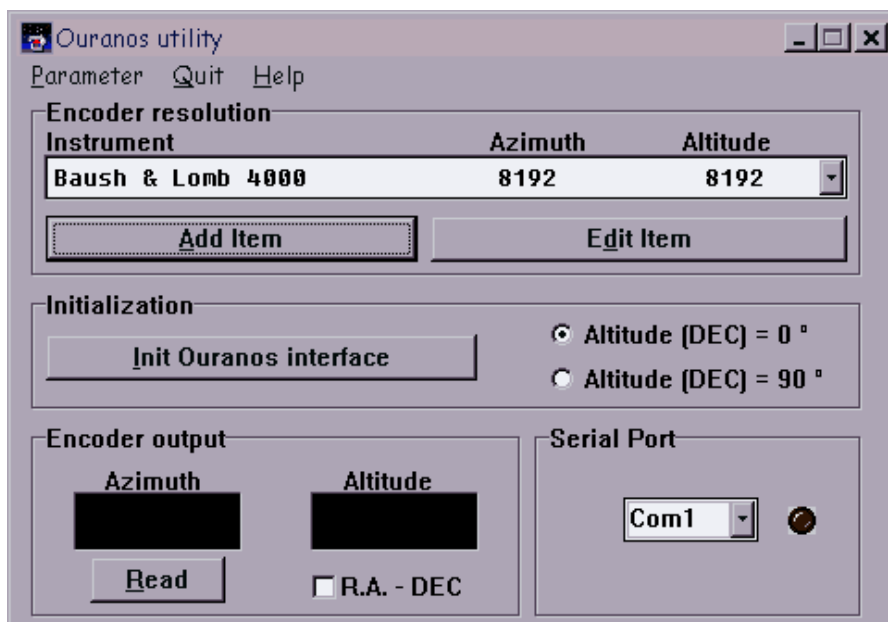 Ouranos utility
Parameter Quit Help
Encoder resolution
Instrument Azimuth Altitude
Baush & Lomb 4000 8192 8192
Add Item Edit Item
Initialization
Init Ouranos interface
Altitude (DEC) = 0 °
Altitude (DEC) = 90 °
Encoder output
Azimuth Altitude
Read
R.A. - DEC
Serial Port
Com1